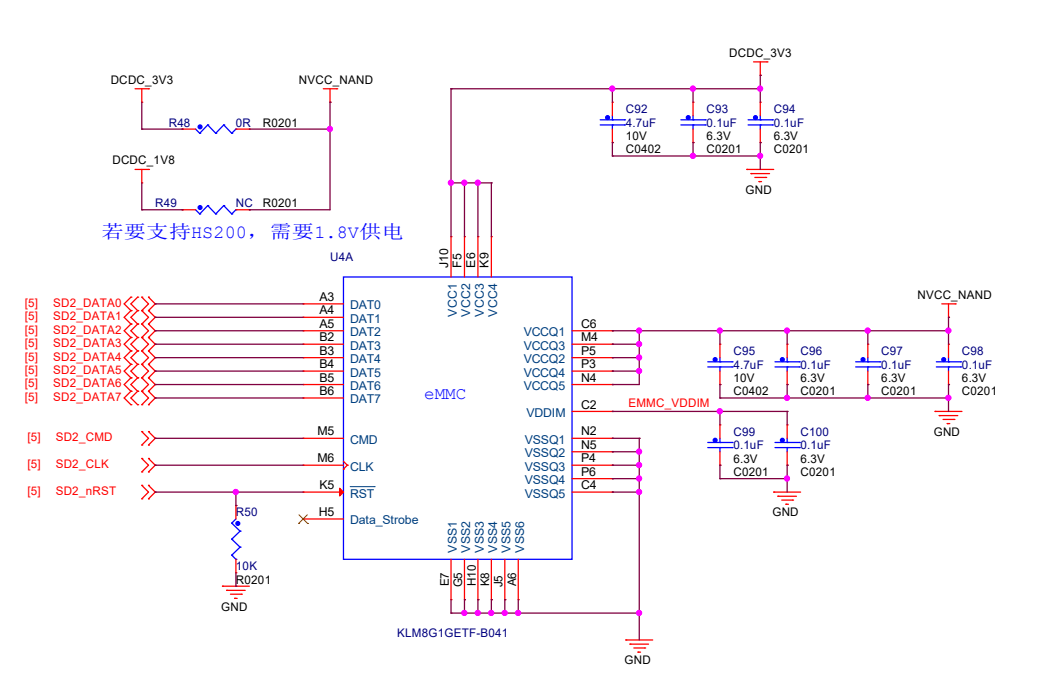 DCDC_3V3
DCDC_3V3
NVCC_NAND
R48 0R R0201
C92 4.7uF 10V C0402
C93 0.1uF 6.3V C0201
C94 0.1uF 6.3V C0201
GND
DCDC_1V8
R49 NC R0201
若要支持HS200，需要1.8V供电
U4A
J10 F5 E6 K9
VCC1 VCC2 VCC3 VCC4
[5] SD2_DATA0 A3 DAT0
[5] SD2_DATA1 A4 DAT1
[5] SD2_DATA2 A5 DAT2
[5] SD2_DATA3 B2 DAT3
[5] SD2_DATA4 B3 DAT4
[5] SD2_DATA5 B4 DAT5
[5] SD2_DATA6 B5 DAT6
[5] SD2_DATA7 B6 DAT7
[5] SD2_CMD M5 CMD
[5] SD2_CLK M6 CLK
[5] SD2_nRST K5 RST
H5 Data_Strobe
R50
10K
R0201
GND
eMMC
VCCQ1 C6
VCCQ3 M4
VCCQ2 P5
VCCQ4 P3
VCCQ5 N4
VDDIM C2 EMMC_VDDIM
VSSQ1 N2
VSSQ2 N5
VSSQ3 P4
VSSQ4 P6
VSSQ5 C4
NVCC_NAND
C95 4.7uF 10V C0402
C96 0.1uF 6.3V C0201
C97 0.1uF 6.3V C0201
C98 0.1uF 6.3V C0201
GND
C99 0.1uF 6.3V C0201
C100 0.1uF 6.3V C0201
GND
VSS1 VSS2 VSS3 VSS4 VSS5 VSS6
E7 G5 H10 K8 J5 A6
KLM8G1GETF-B041
GND